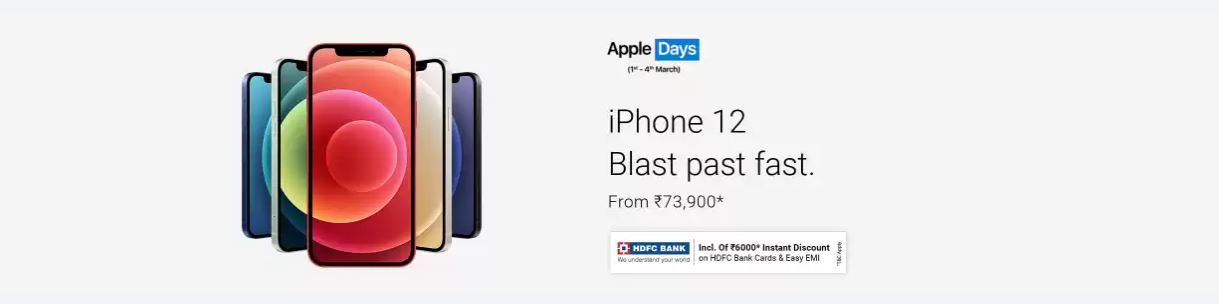 Apple Days
(1st - 4th March)
iPhone 12
Blast past fast.
From ₹73,900*
HDFC BANK
We understand your world
Incl. Of ₹6000* Instant Discount
on HDFC Bank Cards & Easy EMI